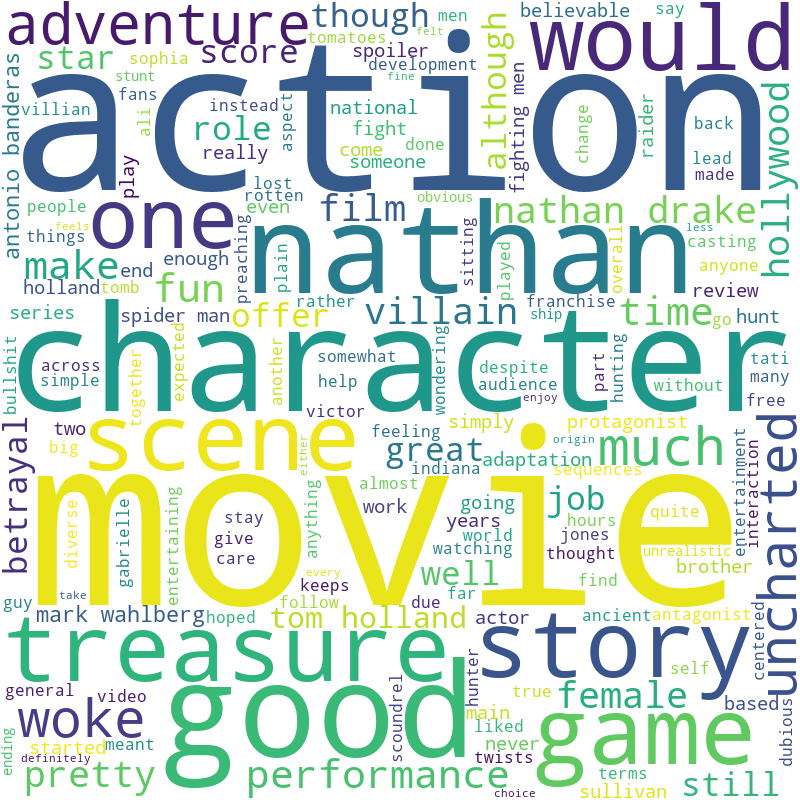 adventure
though
men
believable
say
tomatoes
felt
would
star
sophia
score
spoiler
development
stunt
fine
action
antonio banderas
villian
fans
instead
aspect
national
although
fighting men
change
raider
back
hollywood
ali
role
fight
really
come
done
someone
lead
made
play
lost
rotten
people
one
even
film
obvious
nathan drake
less
things
feels
preaching
plain
nathan
sitting
played
overall
casting
make
end
enough
anyone
holland
tomb
fun
rather
franchise
review
series
spider man
offer
villain
ship
time
go
hunt
bullshit
across
simple
together
expected
another
character
somewhat
help
wondering
despite
audience
part
hunting
without
tati
many
free
enjoy
victor
two
scene
feeling
simply
protagonist
betrayal
big
great
origin
much
uncharted
indiana
adaptation
either
sequences
almost
movie
diverse
gabrielle
entertaining
stay
give
care
anything
work
going
years
world
watching
job
hours
jones
thought
quite
unrealistic
entertainment
interaction
every
keeps
well
find
brother
take
guy
follow
due
far
mark wahlberg
hoped
tom holland
actor
ancient
antagonist
treasure
story
centered
self
general
video
good
scoundrel
hunter
true
main
female
based
woke
liked
game
started
meant
never
twists
dubious
ending
definitely
pretty
performance
terms
still
choice
sullivan